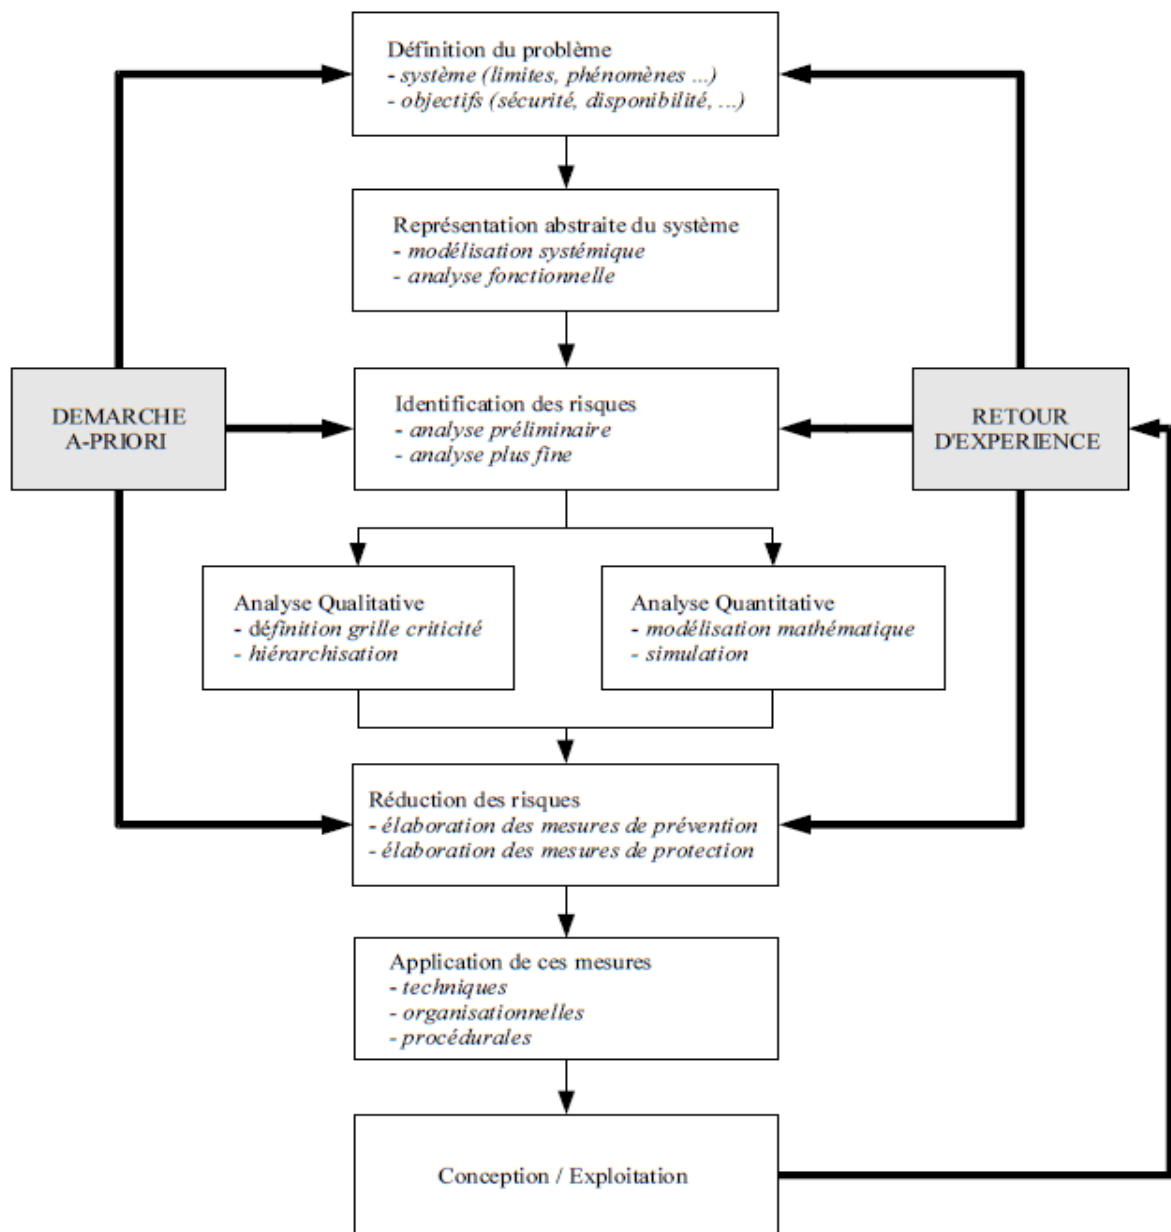 Définition du problème
- système (limites, phénomènes ...)
- objectifs (sécurité, disponibilité, ...)
Représentation abstraite du système
- modélisation systémique
- analyse fonctionnelle
DEMARCHE
A-PRIORI
Identification des risques
- analyse préliminaire
- analyse plus fine
RETOUR
D'EXPERIENCE
Analyse Qualitative
- définition grille criticité
- hiérarchisation
Analyse Quantitative
- modélisation mathématique
- simulation
Réduction des risques
- élaboration des mesures de prévention
- élaboration des mesures de protection
Application de ces mesures
- techniques
- organisationnelles
- procédurales
Conception / Exploitation